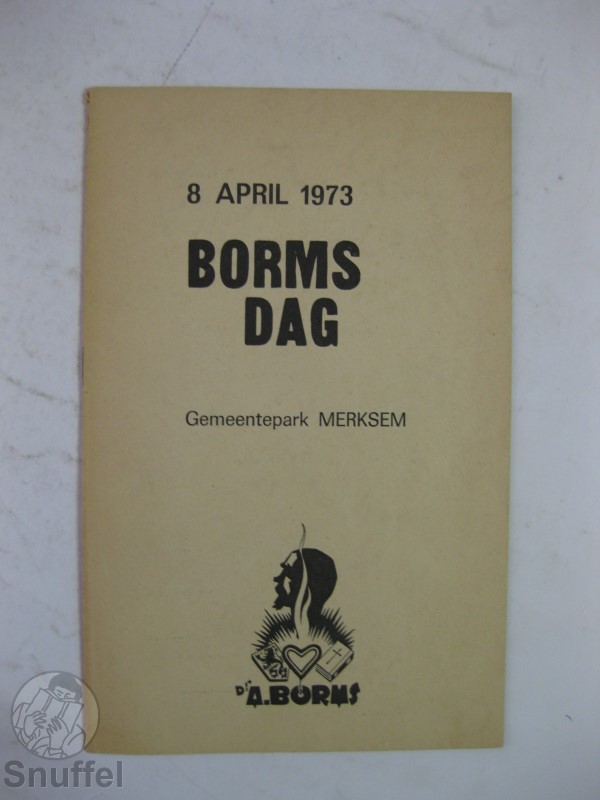 8 APRIL 1973
BORMS
DAG
Gemeentepark MERKSEM
Dr A.BORMS
Snuffel